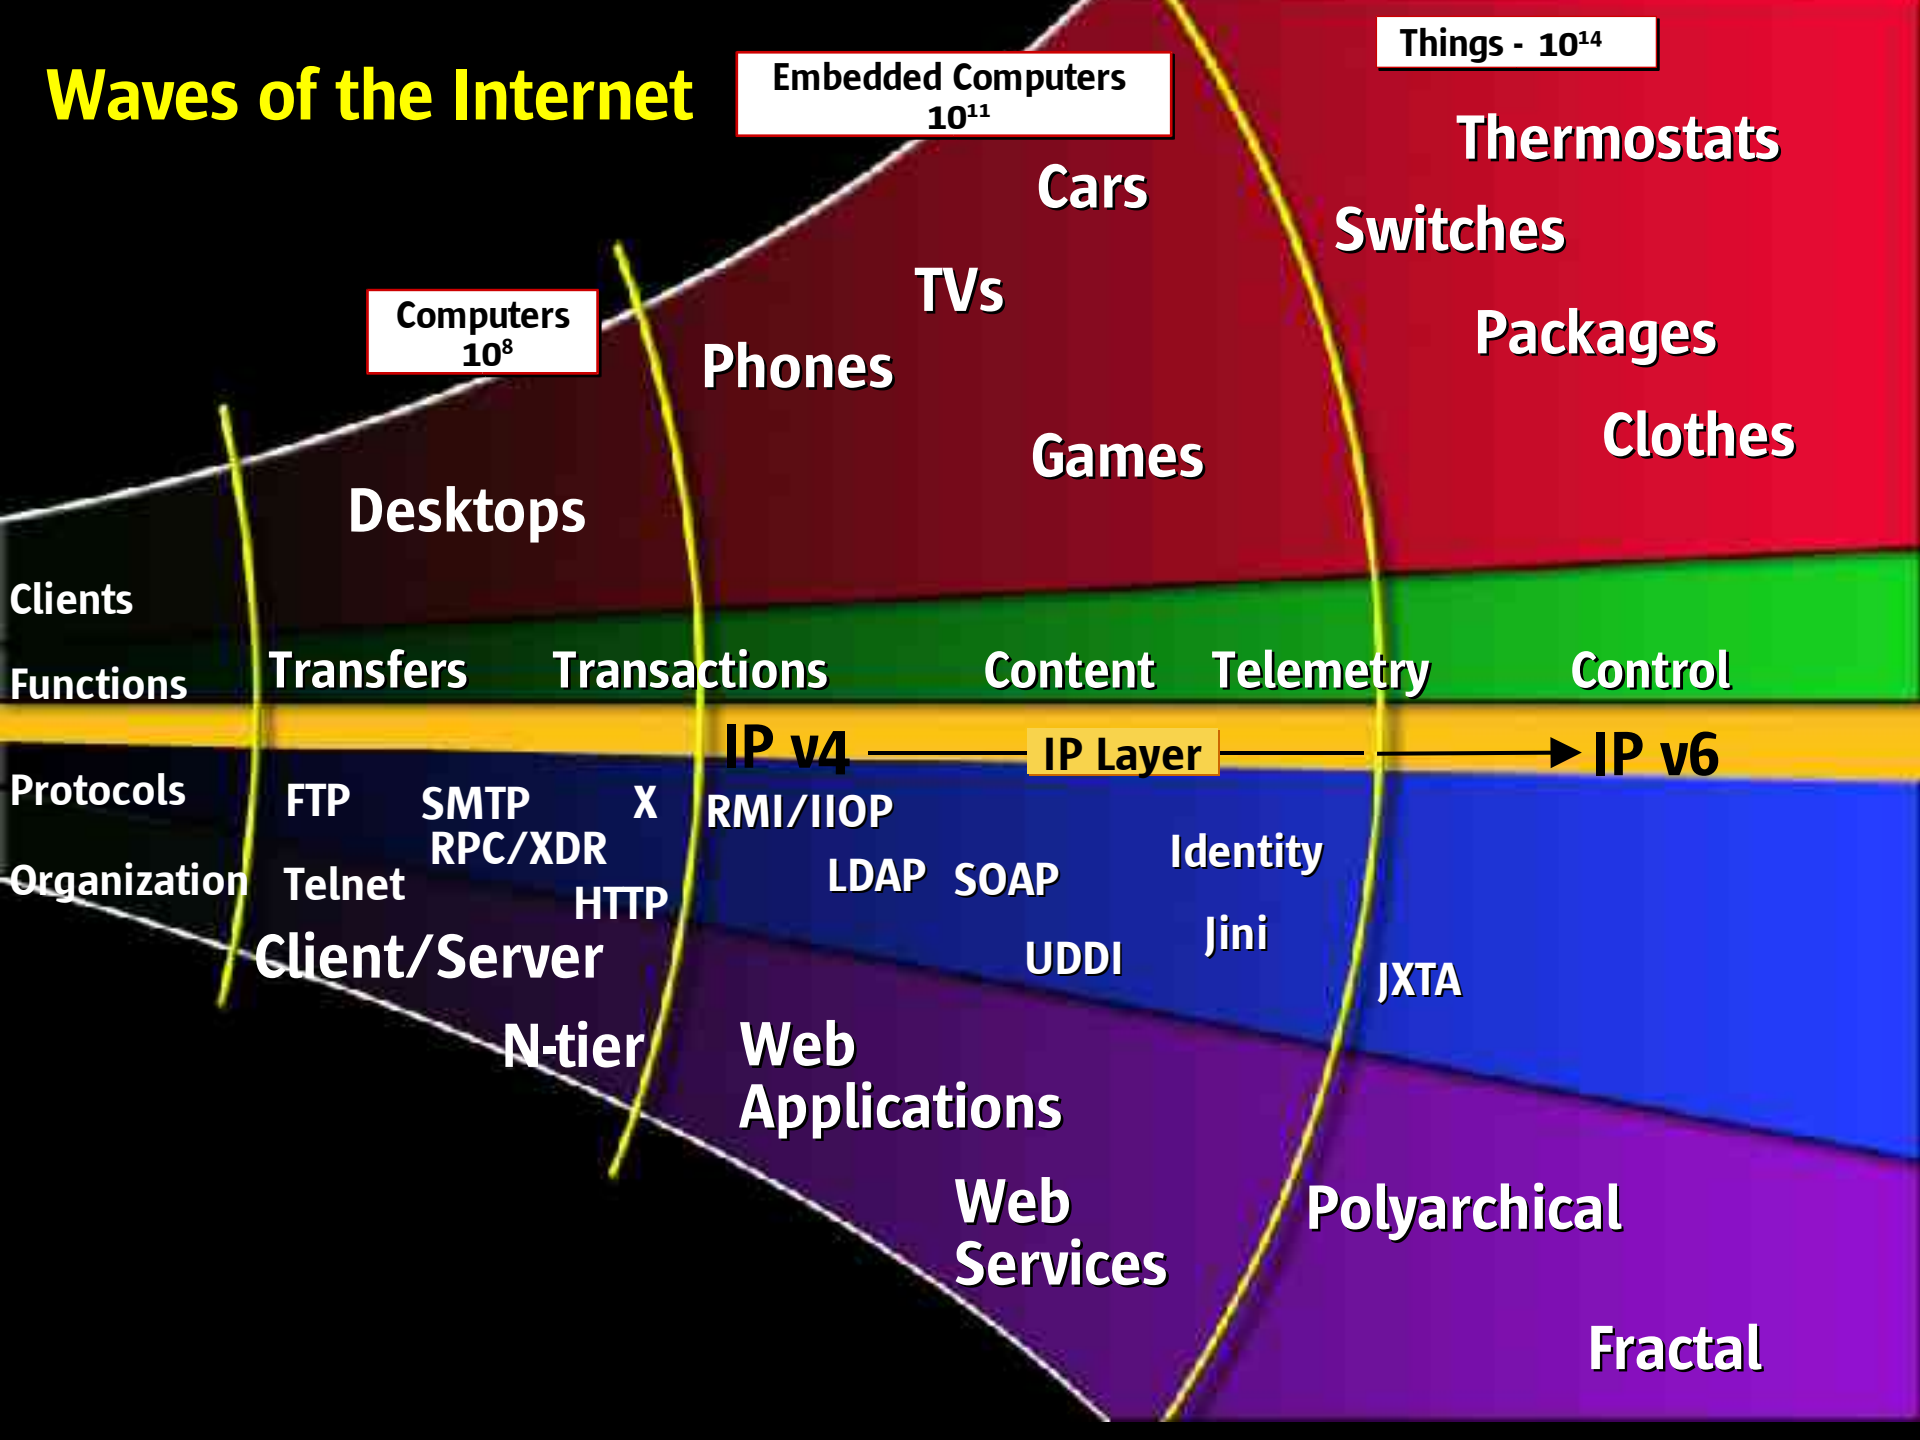 Waves of the Internet
Embedded Computers
10¹¹
Things - 10¹⁴
Thermostats
Cars
Switches
TVs
Computers
10⁸
Packages
Phones
Clothes
Games
Desktops
Clients
Functions
Transfers
Transactions
Content
Telemetry
Control
IP v4
IP Layer
IP v6
Protocols
FTP
SMTP
X
RMI/IIOP
RPC/XDR
Identity
Organization
Telnet
HTTP
LDAP
SOAP
Jini
UDDI
JXTA
Client/Server
N-tier
Web
Applications
Web
Services
Polyarchical
Fractal